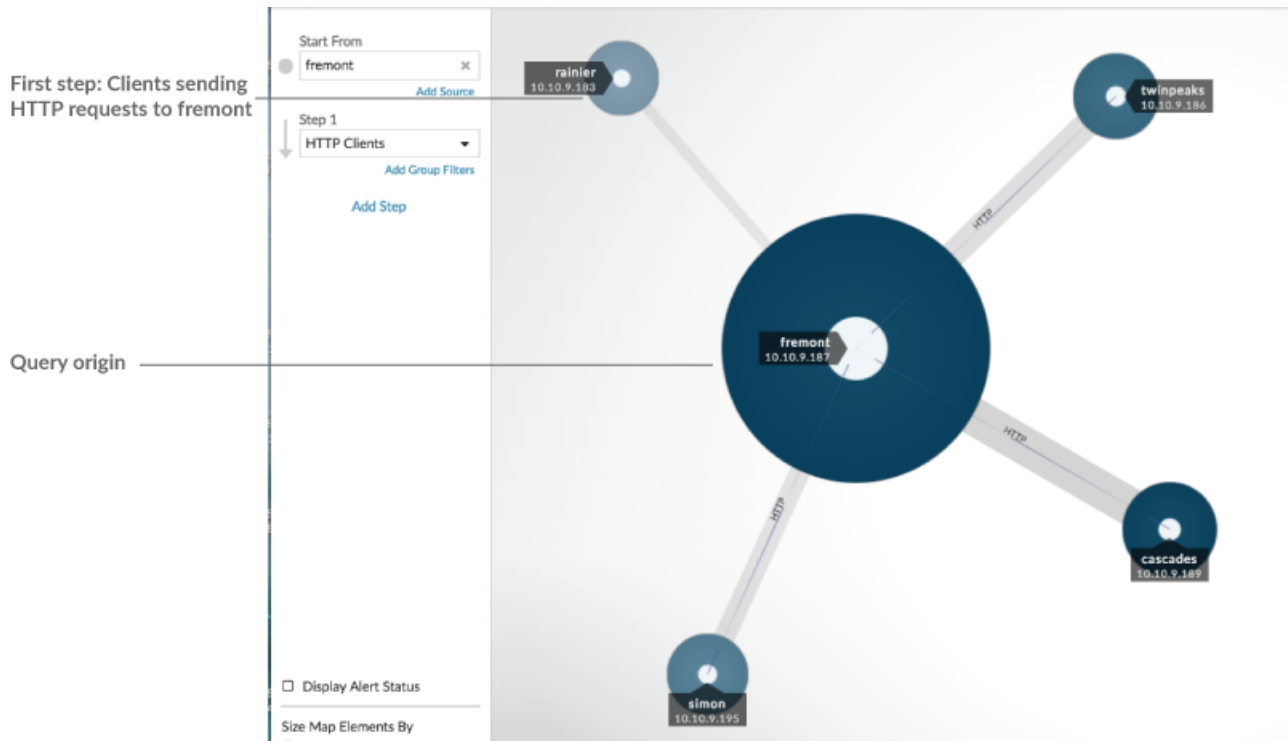 First step: Clients sending
HTTP requests to fremont
Query origin
Start From
fremont
Add Source
Step 1
HTTP Clients
Add Group Filters
Add Step
Display Alert Status
Size Map Elements By
rainier
10.10.9.183
twinpeaks
10.10.9.186
HTTP
fremont
10.10.9.187
HTTP
cascades
10.10.9.189
HTTP
simon
10.10.9.195